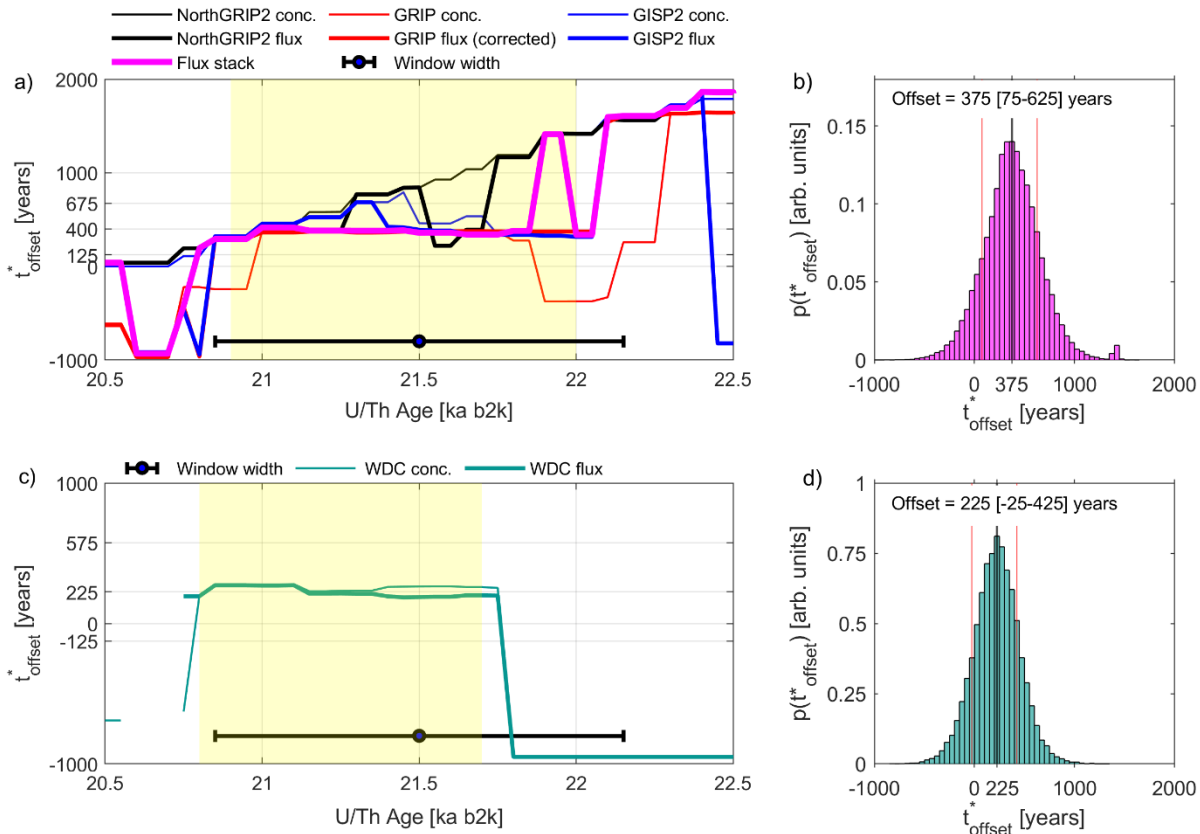 NorthGRIP2 conc. GRIP conc. GISP2 conc.
NorthGRIP2 flux GRIP flux (corrected) GISP2 flux
Flux stack Window width
a)
2000
1000
675
400
125
0
-1000
t*offset [years]
20.5 21 21.5 22 22.5
U/Th Age [ka b2k]
b)
Offset = 375 [75-625] years
0.15
0.1
0.05
0
p(t*offset) [arb. units]
-1000 0 375 1000 2000
t*offset [years]
c)
Window width WDC conc. WDC flux
1000
575
225
0
-125
-1000
t*offset [years]
20.5 21 21.5 22 22.5
U/Th Age [ka b2k]
d)
Offset = 225 [-25-425] years
1
0.75
0.5
0.25
0
p(t*offset) [arb. units]
-1000 0 225 1000 2000
t*offset [years]